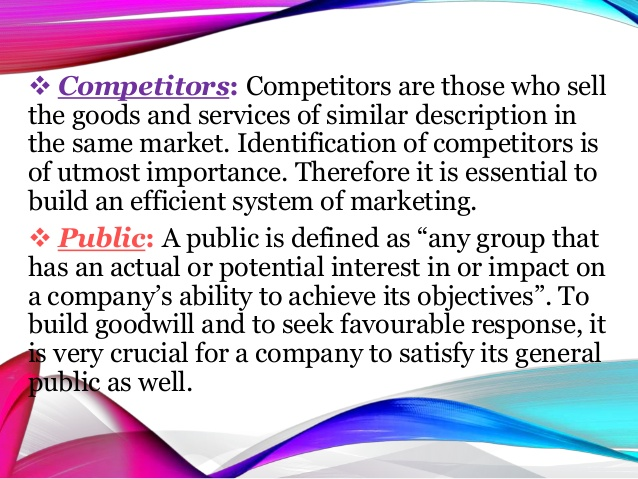 ❖ Competitors: Competitors are those who sell
the goods and services of similar description in
the same market. Identification of competitors is
of utmost importance. Therefore it is essential to
build an efficient system of marketing.
❖ Public: A public is defined as “any group that
has an actual or potential interest in or impact on
a company’s ability to achieve its objectives”. To
build goodwill and to seek favourable response, it
is very crucial for a company to satisfy its general
public as well.